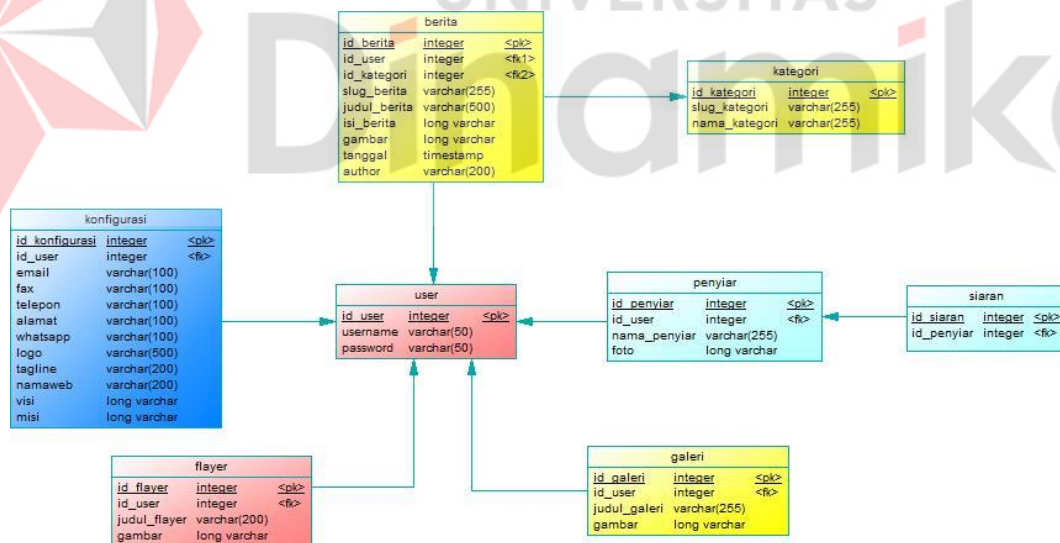 UNIVERSITAS
Dinamik
berita
id_berita integer <pk>
id_user integer <fk1>
id_kategori integer <fk2>
slug_berita varchar(255)
judul_berita varchar(500)
isi_berita long varchar
gambar long varchar
tanggal timestamp
author varchar(200)
kategori
id_kategori integer <pk>
slug_kategori varchar(255)
nama_kategori varchar(255)
konfigurasi
id_konfigurasi integer <pk>
id_user integer <fk>
email varchar(100)
fax varchar(100)
telepon varchar(100)
alamat varchar(100)
whatsapp varchar(100)
logo varchar(500)
tagline varchar(200)
namaweb varchar(200)
visi long varchar
misi long varchar
user
id_user integer <pk>
username varchar(50)
password varchar(50)
penyiar
id_penyiar integer <pk>
id_user integer <fk>
nama_penyiar varchar(255)
foto long varchar
siaran
id_siaran integer <pk>
id_penyiar integer <fk>
flayer
id_flayer integer <pk>
id_user integer <fk>
judul_flayer varchar(200)
gambar long varchar
galeri
id_galeri integer <pk>
id_user integer <fk>
judul_galeri varchar(255)
gambar long varchar